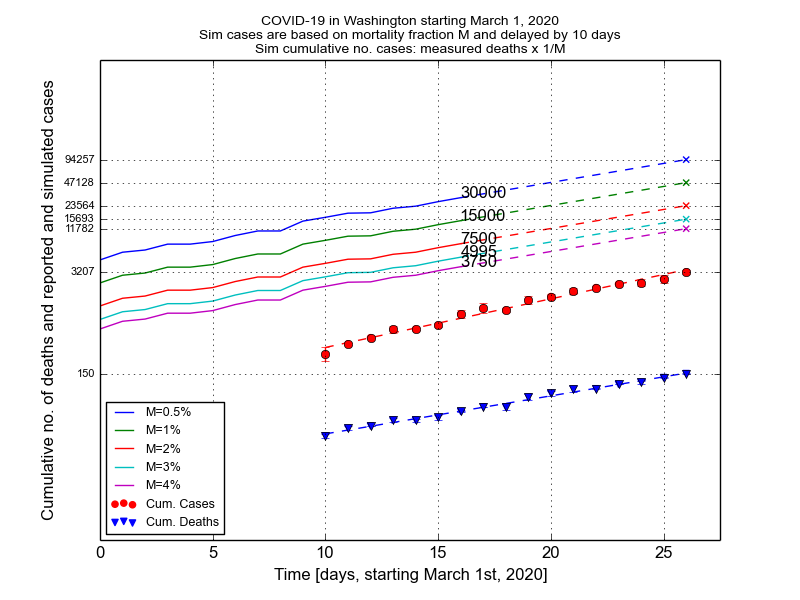 COVID-19 in Washington starting March 1, 2020
Sim cases are based on mortality fraction M and delayed by 10 days
Sim cumulative no. cases: measured deaths x 1/M
Cumulative no. of deaths and reported and simulated cases
94257
47128
23564
15693
11782
3207
150
30000
15000
7500
4995
3750
M=0.5%
M=1%
M=2%
M=3%
M=4%
Cum. Cases
Cum. Deaths
0 5 10 15 20 25
Time [days, starting March 1st, 2020]